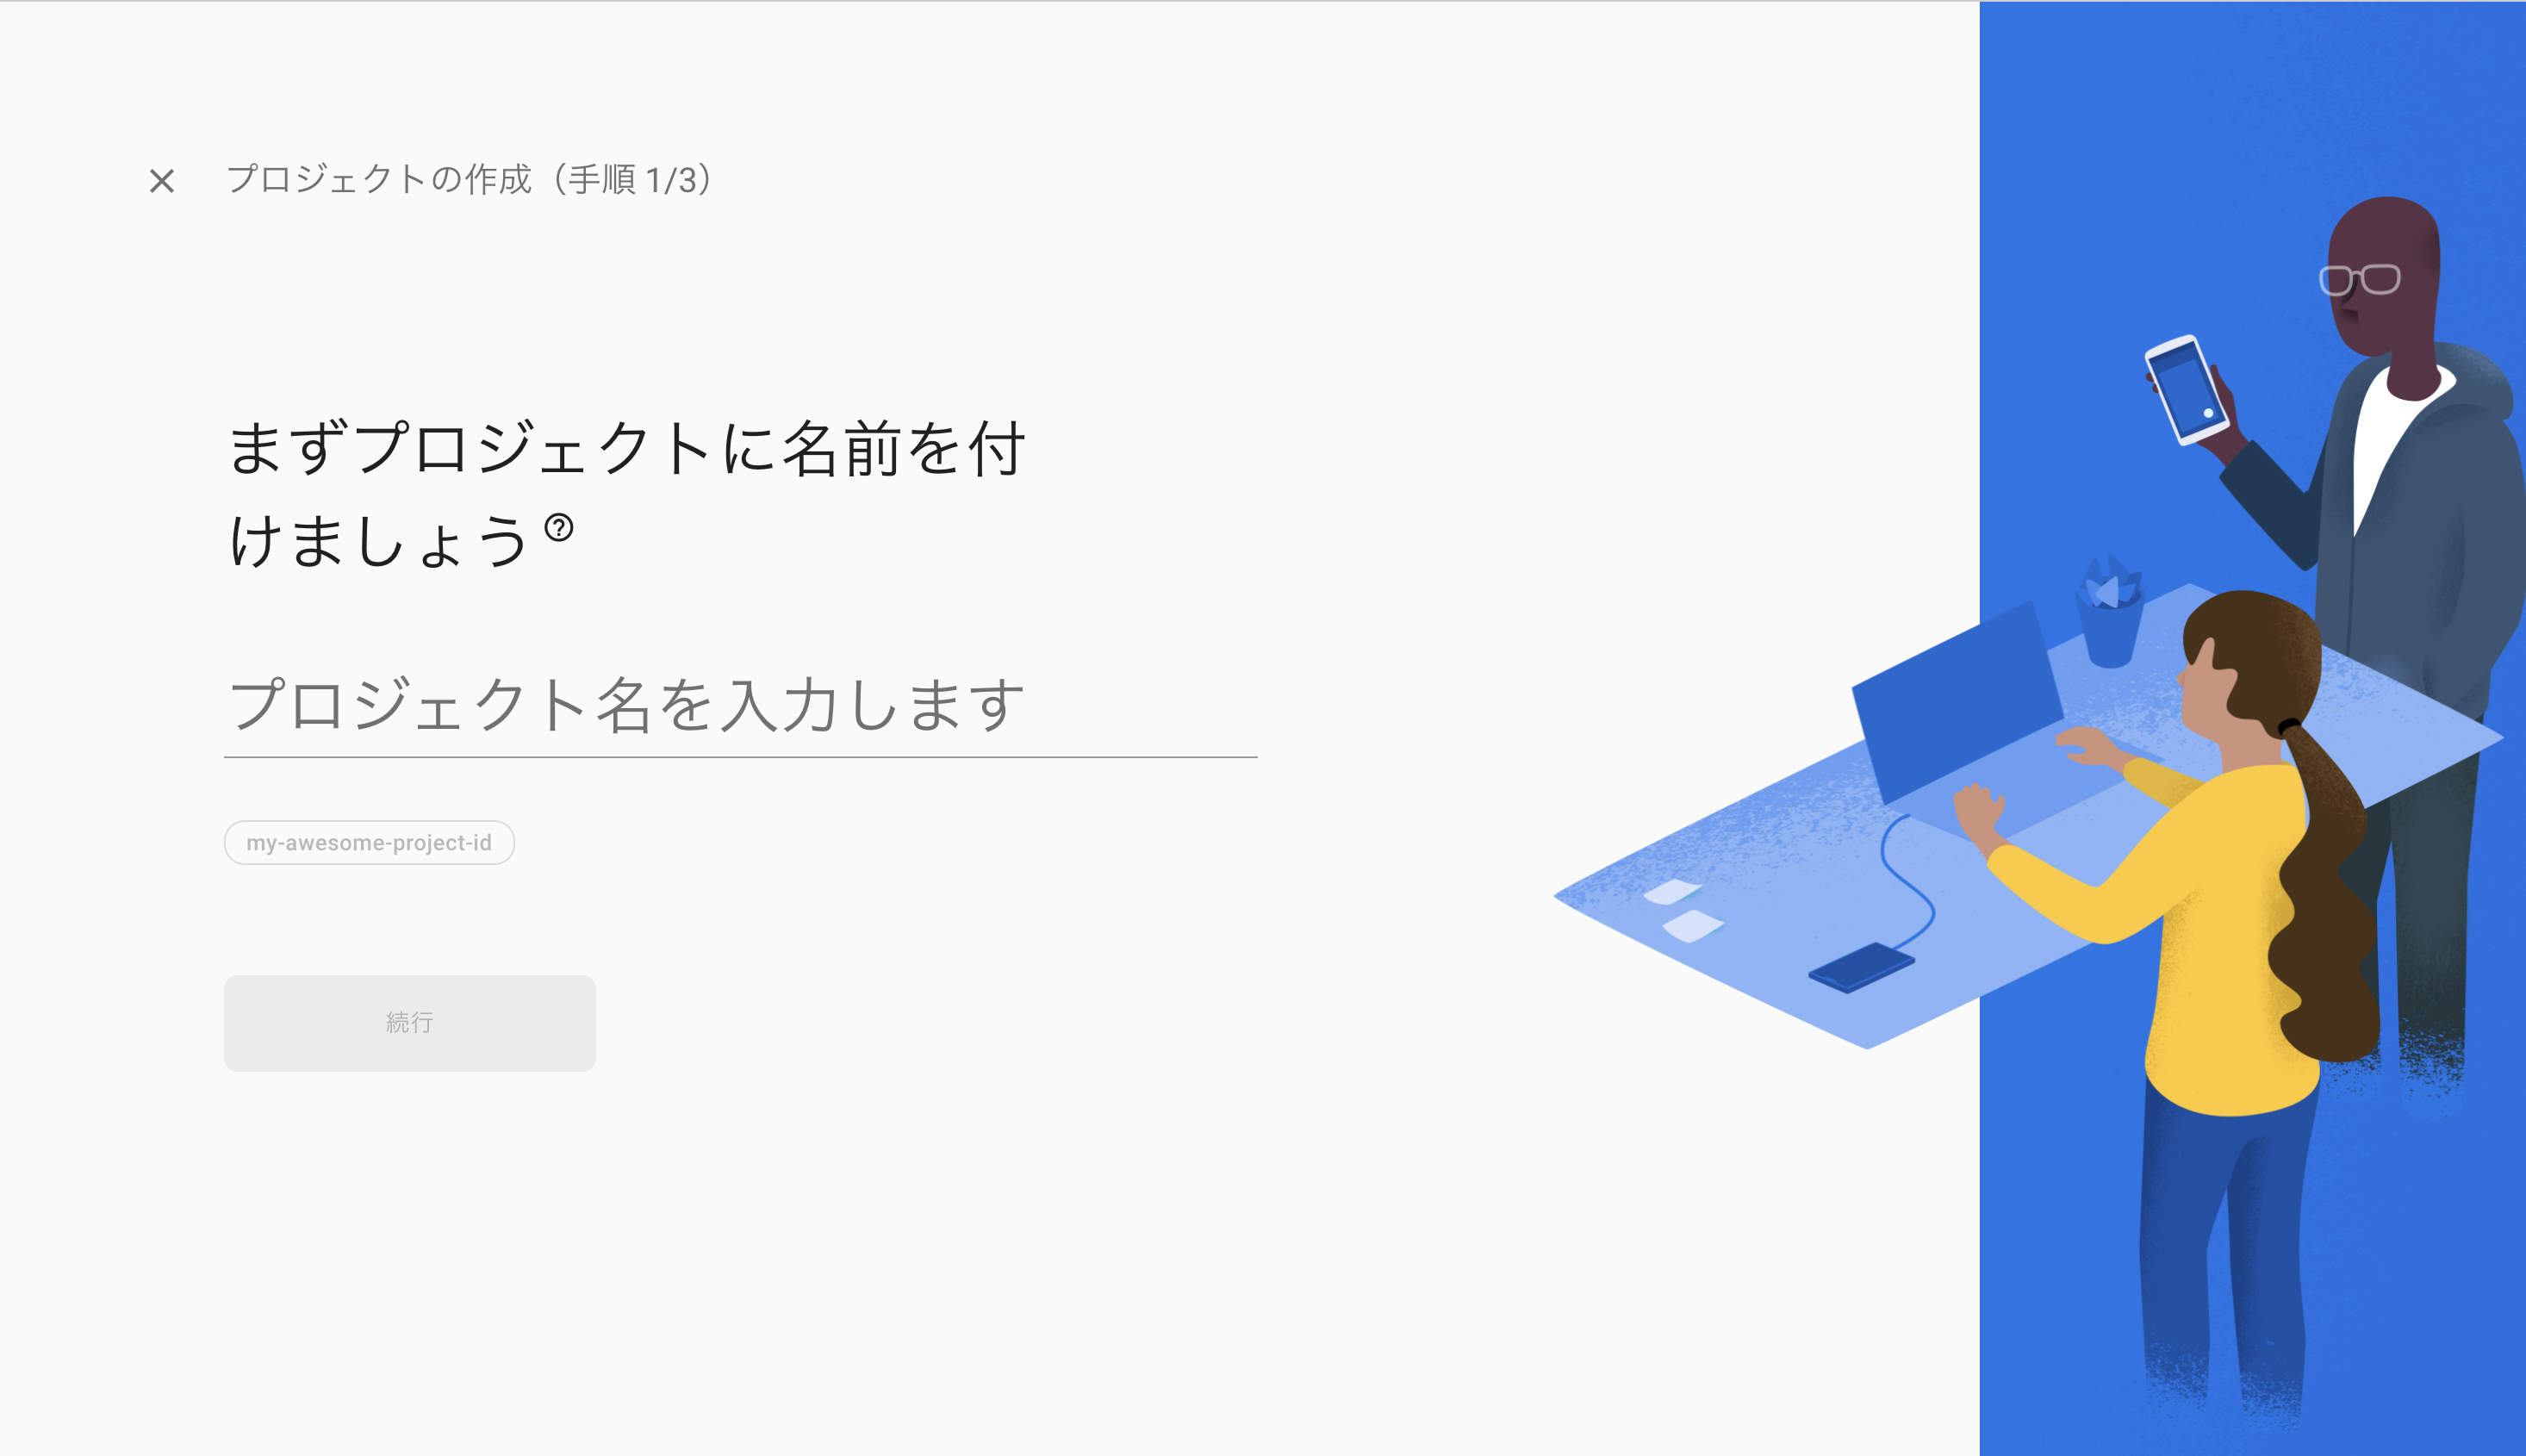 プロジェクトの作成（手順 1/3）
まずプロジェクトに名前を付
けましょう
プロジェクト名を入力します
my-awesome-project-id
続行